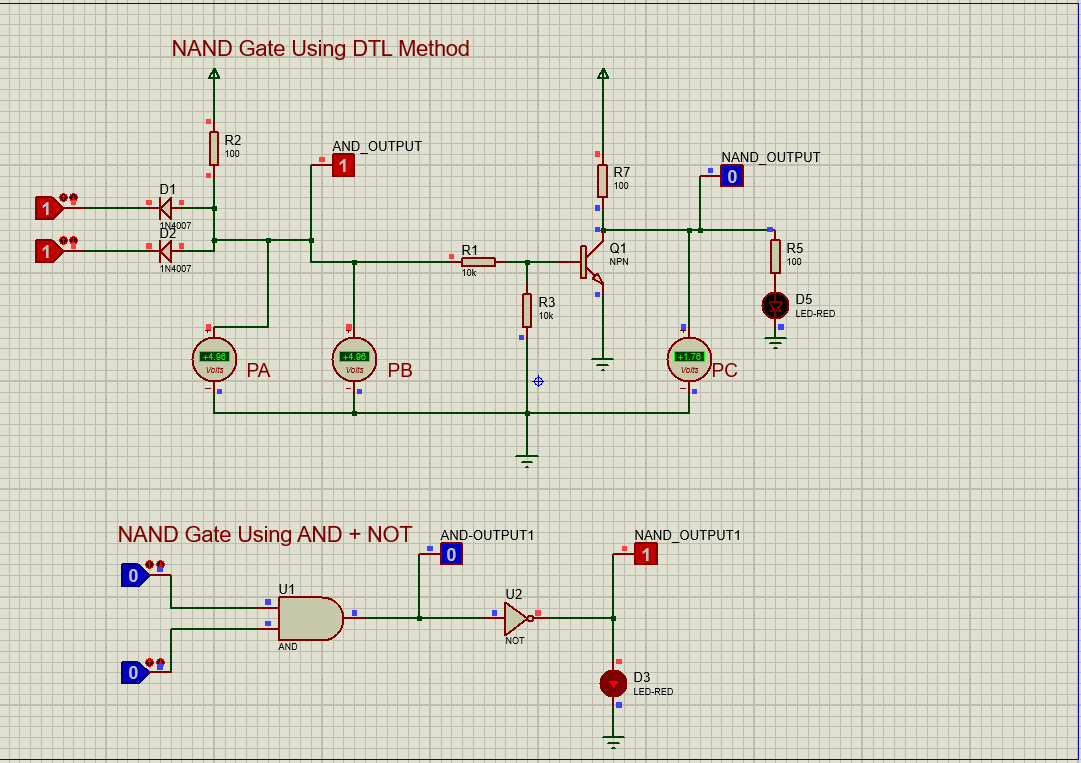 NAND Gate Using DTL Method
R2
100
AND_OUTPUT
1
R7
100
NAND_OUTPUT
0
D1
1
1N4007
D2
1
1N4007
R1
10k
Q1
NPN
R5
100
R3
10k
D5
LED-RED
+4.96
Volts
PA
+4.96
Volts
PB
+1.76
Volts
PC
NAND Gate Using AND + NOT
AND-OUTPUT1
0
NAND_OUTPUT1
1
0
U1
AND
U2
NOT
0
D3
LED-RED